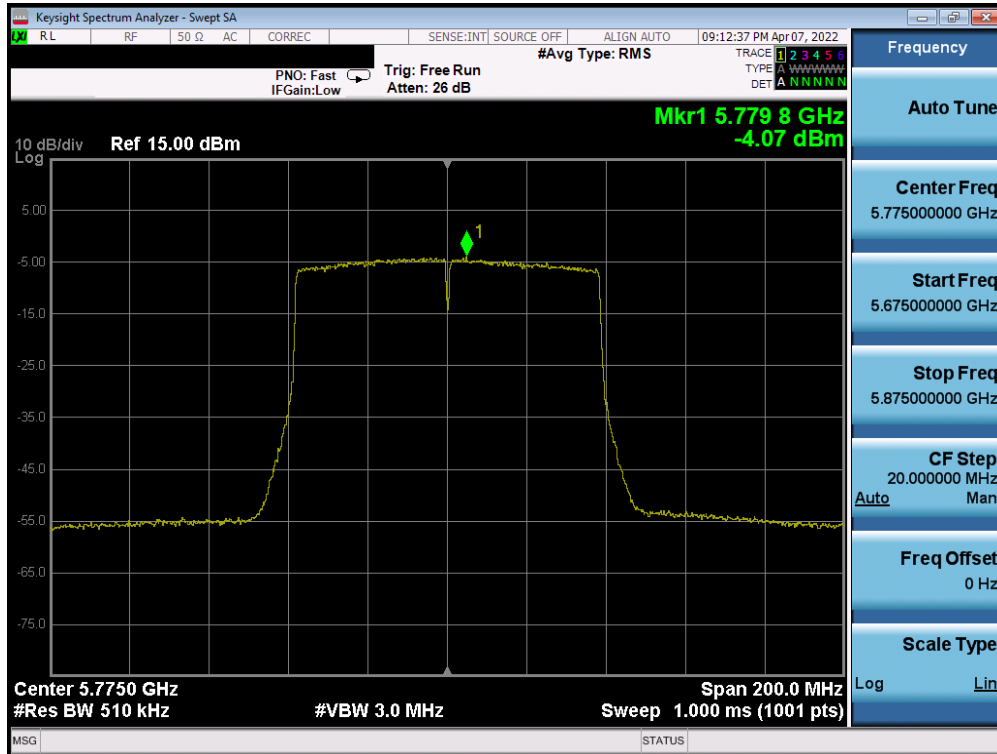 Keysight Spectrum Analyzer - Swept SA
LXI RL RF 50 Ω AC CORREC SENSE:INT SOURCE OFF ALIGN AUTO 09:12:37 PM Apr 07, 2022
PNO: Fast
IFGain:Low
Trig: Free Run
Atten: 26 dB
#Avg Type: RMS
TRACE 1 2 3 4 5 6
TYPE A WWWWW
DET A N N N N N
Mkr1 5.779 8 GHz
-4.07 dBm
10 dB/div
Log
Ref 15.00 dBm
5.00
-5.00
-15.0
-25.0
-35.0
-45.0
-55.0
-65.0
-75.0
1
Center 5.7750 GHz
#Res BW 510 kHz
#VBW 3.0 MHz
Span 200.0 MHz
Sweep 1.000 ms (1001 pts)
MSG
STATUS
Frequency
Auto Tune
Center Freq
5.775000000 GHz
Start Freq
5.675000000 GHz
Stop Freq
5.875000000 GHz
CF Step
20.000000 MHz
Auto Man
Freq Offset
0 Hz
Scale Type
Log Lin